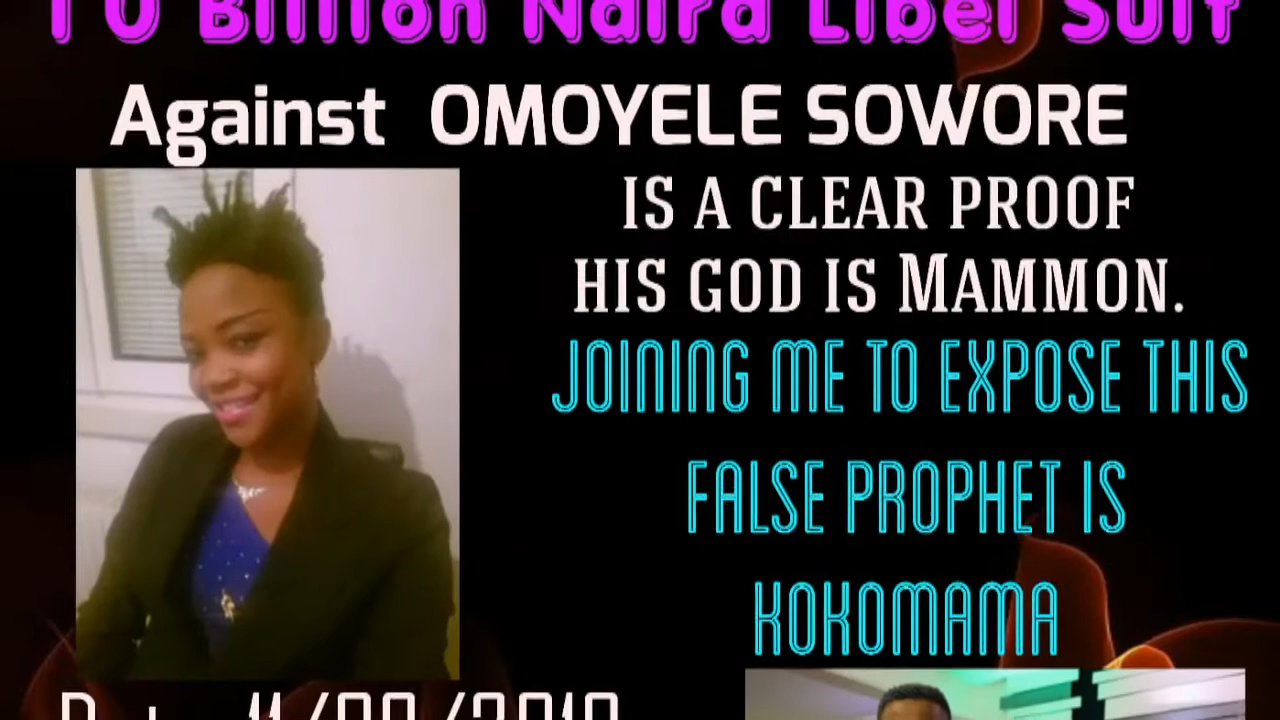 10 Billion Naira Libel Suit
Against OMOYELE SOWORE
IS A CLEAR PROOF
HIS GOD IS MAMMON.
JOINING ME TO EXPOSE THIS
FALSE PROPHET IS
KOKOMAMA